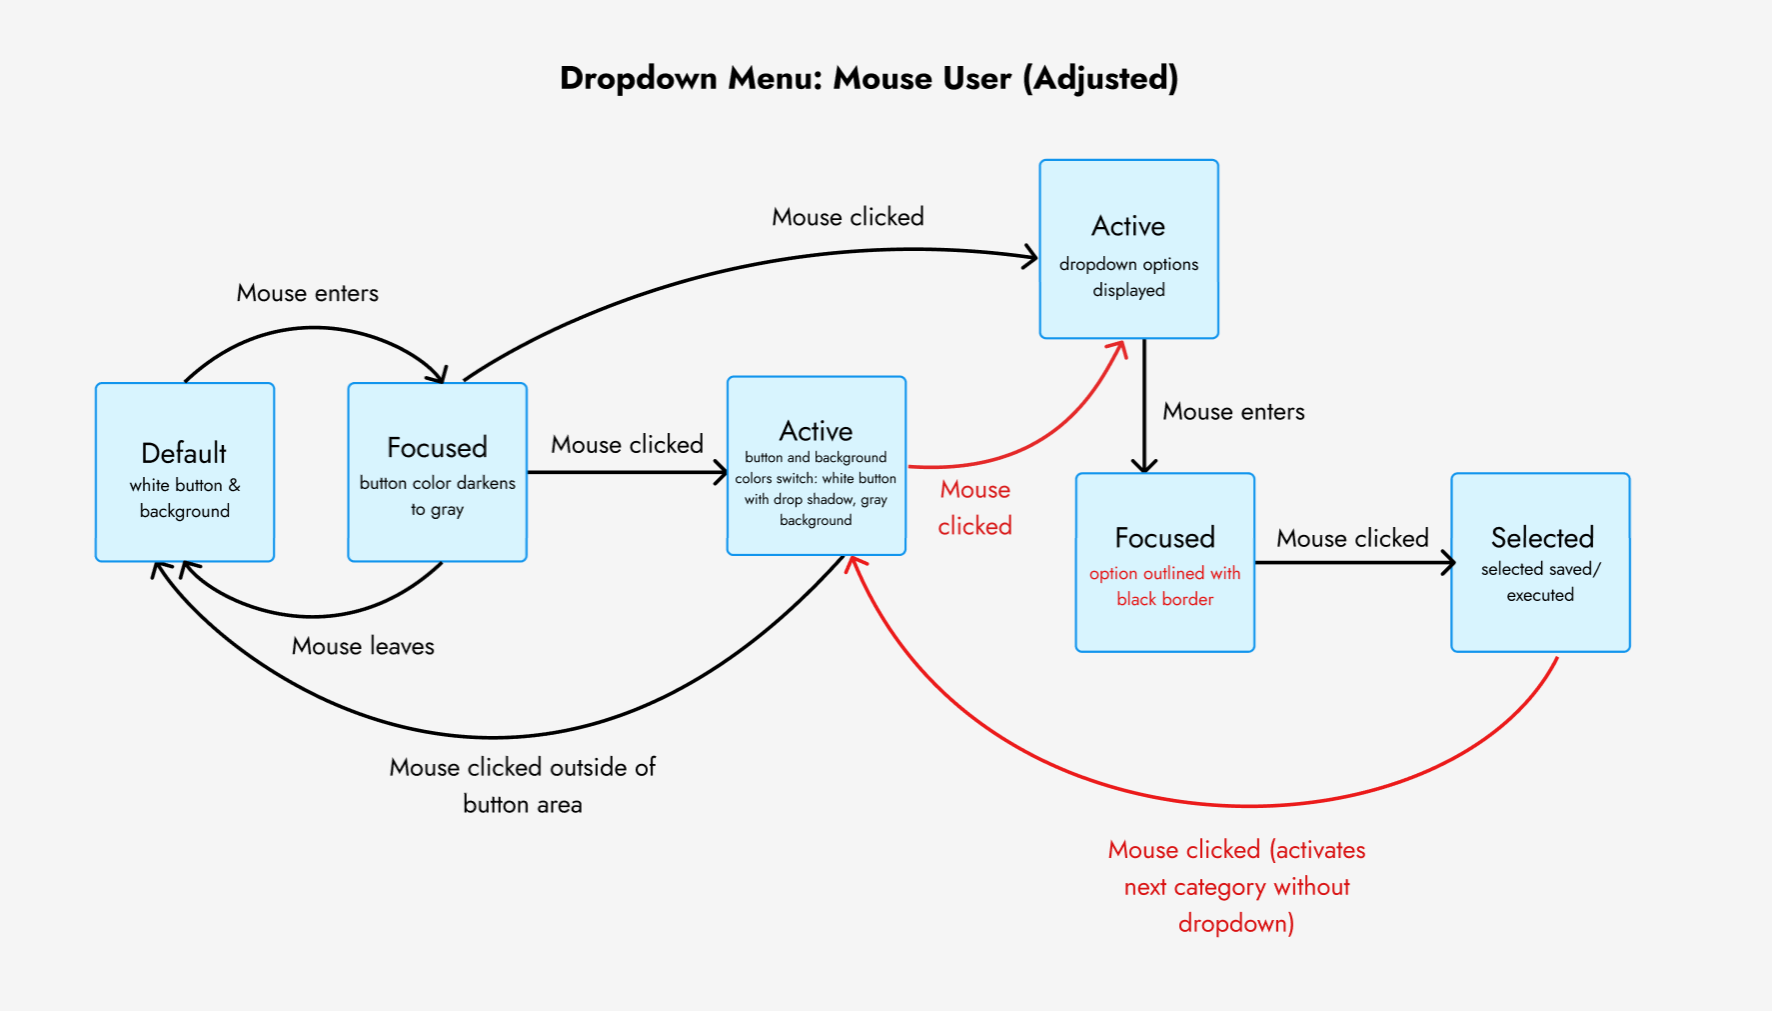 Dropdown Menu: Mouse User (Adjusted)
Mouse clicked
Active
dropdown options
displayed
Mouse enters
Mouse enters
Default
white button &
background
Focused
button color darkens
to gray
Mouse clicked
Active
button and background
colors switch: white button
with drop shadow, gray
background
Mouse
clicked
Focused
option outlined with
black border
Mouse clicked
Selected
selected saved/
executed
Mouse leaves
Mouse clicked outside of
button area
Mouse clicked (activates
next category without
dropdown)